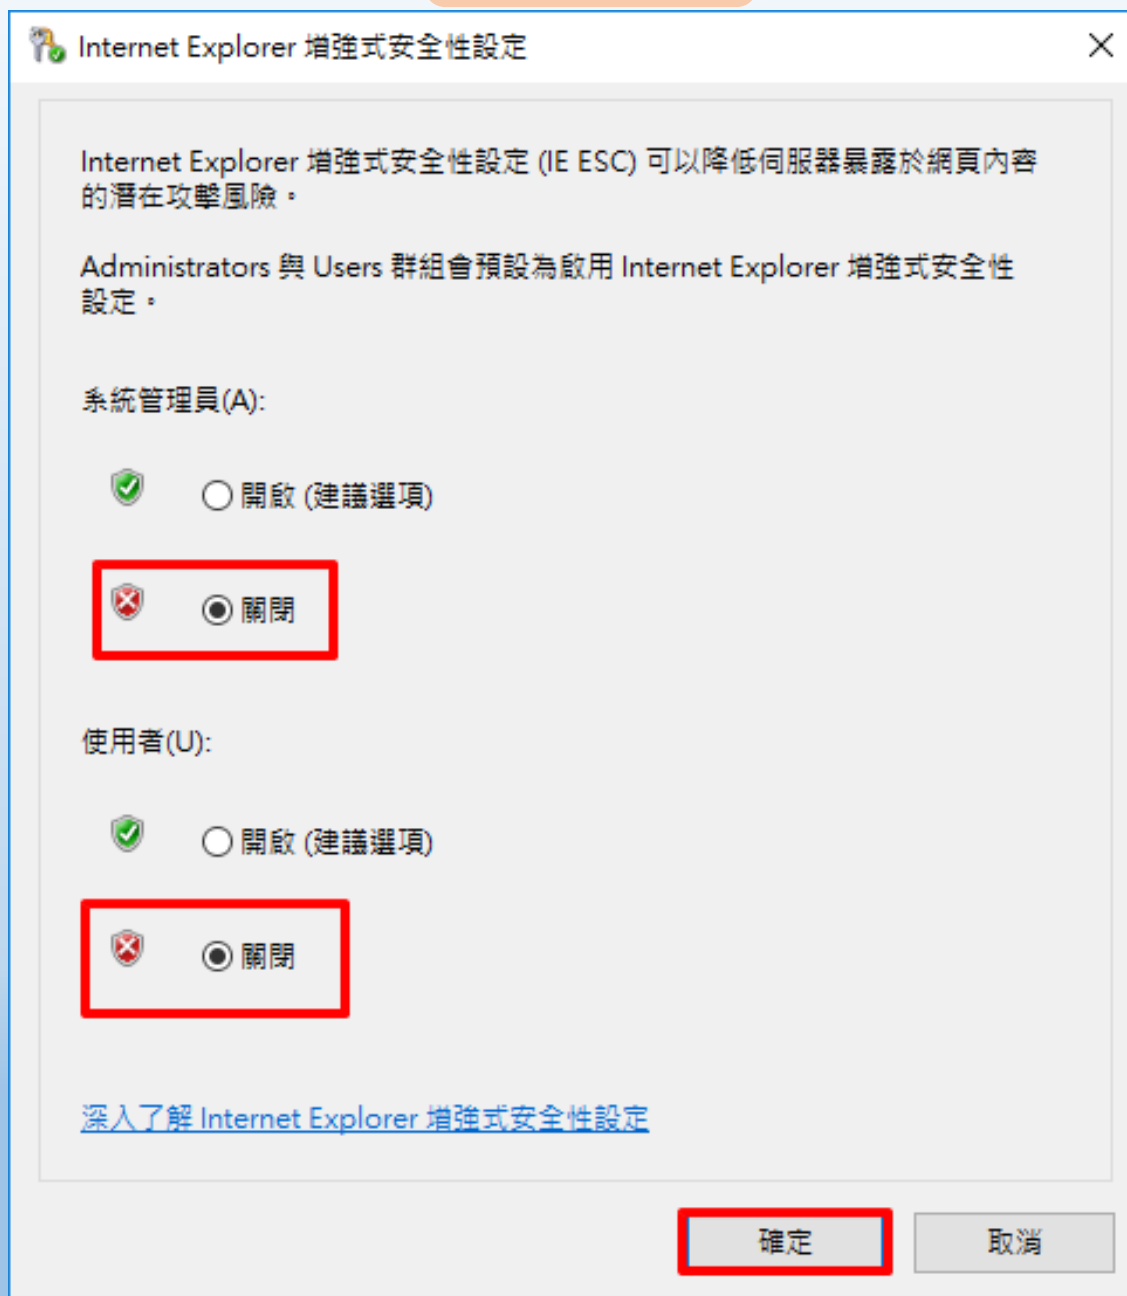 Internet Explorer 增強式安全性設定
Internet Explorer 增強式安全性設定 (IE ESC) 可以降低伺服器暴露於網頁內容
的潛在攻擊風險。
Administrators 與 Users 群組會預設為啟用 Internet Explorer 增強式安全性
設定。
系統管理員(A):
開啟 (建議選項)
關閉
使用者(U):
開啟 (建議選項)
關閉
深入了解 Internet Explorer 增強式安全性設定
確定
取消